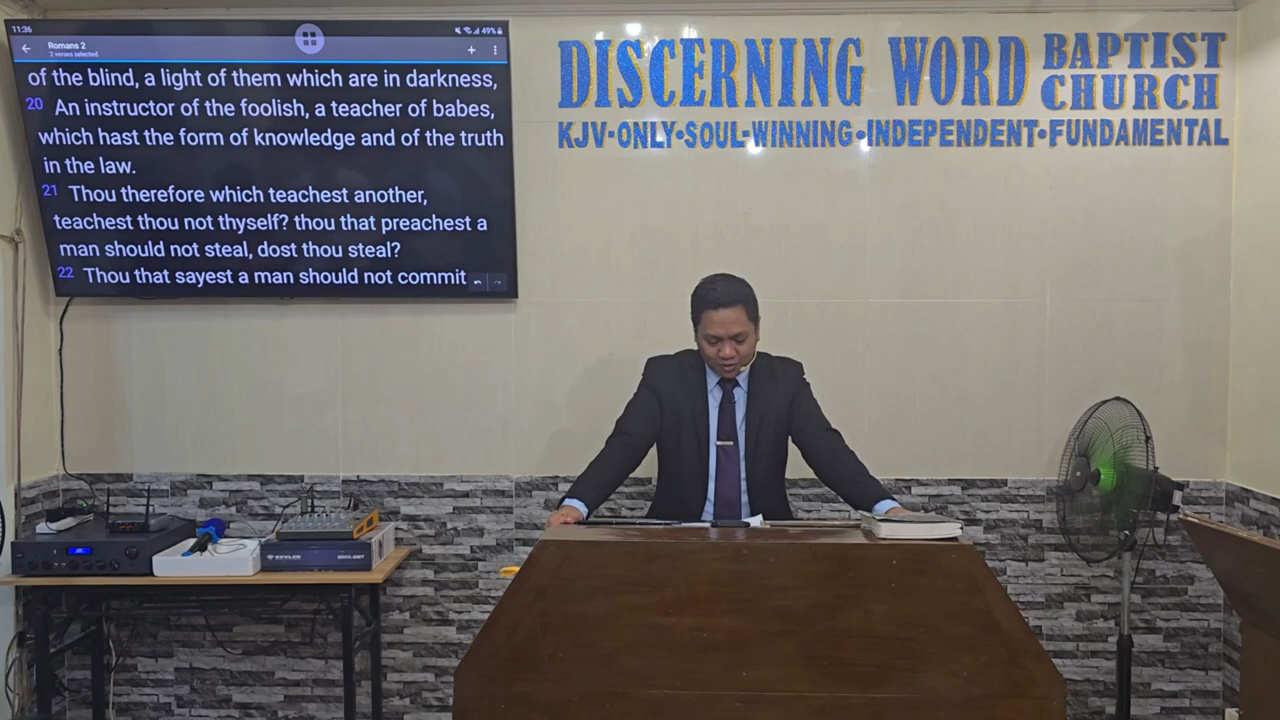 11:36
49%
Romans 2
2 verses selected
of the blind, a light of them which are in darkness,
20 An instructor of the foolish, a teacher of babes,
which hast the form of knowledge and of the truth
in the law.
21 Thou therefore which teachest another,
teachest thou not thyself? thou that preachest a
man should not steal, dost thou steal?
22 Thou that sayest a man should not commit
DISCERNING WORD BAPTIST CHURCH
KJV-ONLY•SOUL-WINNING•INDEPENDENT•FUNDAMENTAL
KEVLER